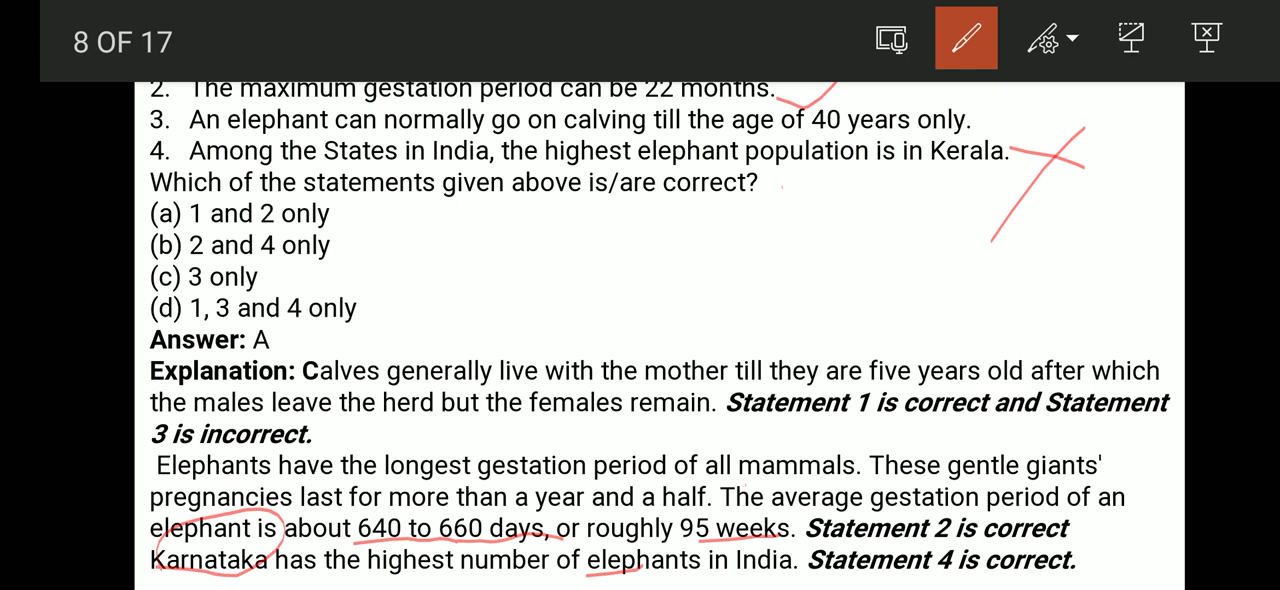 8 OF 17
2. The maximum gestation period can be 22 months.
3. An elephant can normally go on calving till the age of 40 years only.
4. Among the States in India, the highest elephant population is in Kerala.
Which of the statements given above is/are correct?
(a) 1 and 2 only
(b) 2 and 4 only
(c) 3 only
(d) 1, 3 and 4 only
Answer: A
Explanation: Calves generally live with the mother till they are five years old after which
the males leave the herd but the females remain. Statement 1 is correct and Statement
3 is incorrect.
Elephants have the longest gestation period of all mammals. These gentle giants'
pregnancies last for more than a year and a half. The average gestation period of an
elephant is about 640 to 660 days, or roughly 95 weeks. Statement 2 is correct
Karnataka has the highest number of elephants in India. Statement 4 is correct.